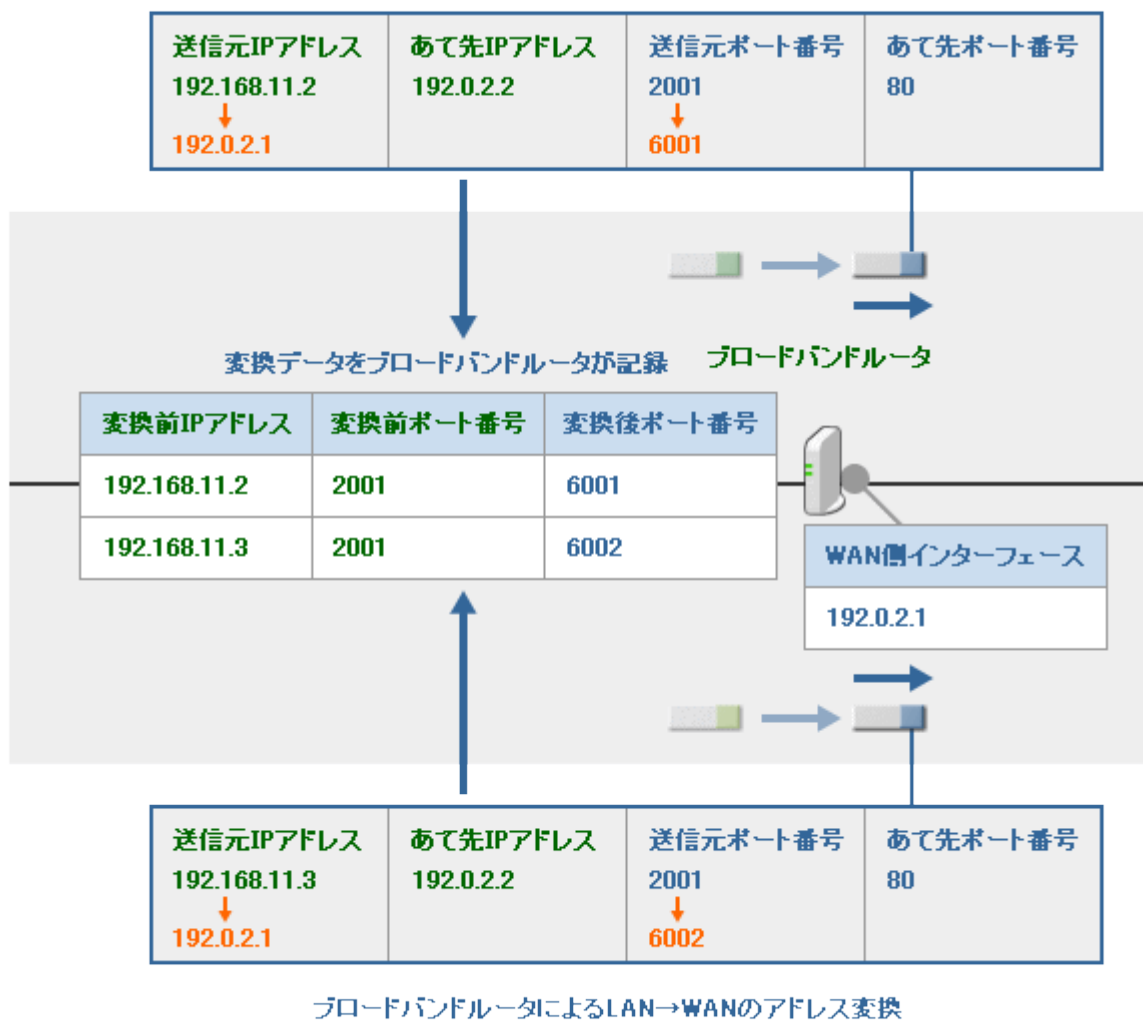 送信元IPアドレス あて先IPアドレス 送信元ポート番号 あて先ポート番号
192.168.11.2 192.0.2.2 2001 80
↓ ↓
192.0.2.1 6001
変換データをブロードバンドルータが記録 ブロードバンドルータ
変換前IPアドレス 変換前ポート番号 変換後ポート番号
192.168.11.2 2001 6001
192.168.11.3 2001 6002
WAN側インターフェース
192.0.2.1
送信元IPアドレス あて先IPアドレス 送信元ポート番号 あて先ポート番号
192.168.11.3 192.0.2.2 2001 80
↓ ↓
192.0.2.1 6002
ブロードバンドルータによるLAN→WANのアドレス変換